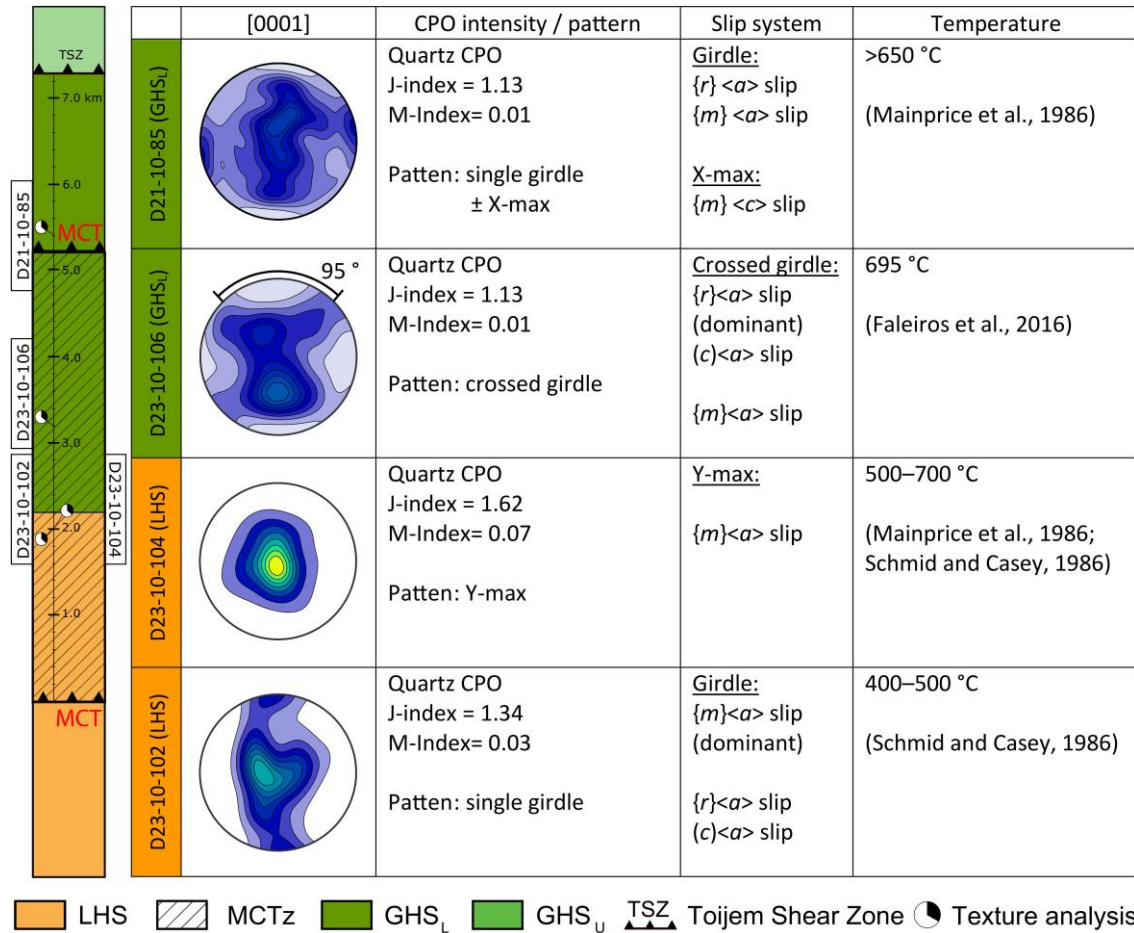 [0001]
CPO intensity / pattern
Slip system
Temperature
TSZ
7.0 km
6.0
MCT
5.0
4.0
3.0
2.0
1.0
MCT
D21-10-85
D23-10-106
D23-10-102
D23-10-104
D21-10-85 (GHSL)
Quartz CPO
J-index = 1.13
M-Index= 0.01
Patten: single girdle
± X-max
Girdle:
{r} <a> slip
{m} <a> slip
X-max:
{m} <c> slip
>650 °C
(Mainprice et al., 1986)
D23-10-106 (GHSL)
95 °
Quartz CPO
J-index = 1.13
M-Index= 0.01
Patten: crossed girdle
Crossed girdle:
{r}<a> slip
(dominant)
(c)<a> slip
{m}<a> slip
695 °C
(Faleiros et al., 2016)
D23-10-104 (LHS)
Quartz CPO
J-index = 1.62
M-Index= 0.07
Patten: Y-max
Y-max:
{m}<a> slip
500–700 °C
(Mainprice et al., 1986;
Schmid and Casey, 1986)
D23-10-102 (LHS)
Quartz CPO
J-index = 1.34
M-Index= 0.03
Patten: single girdle
Girdle:
{m}<a> slip
(dominant)
{r}<a> slip
(c)<a> slip
400–500 °C
(Schmid and Casey, 1986)
LHS
MCTz
GHSL
GHSU
TSZ
Toijem Shear Zone
Texture analysis